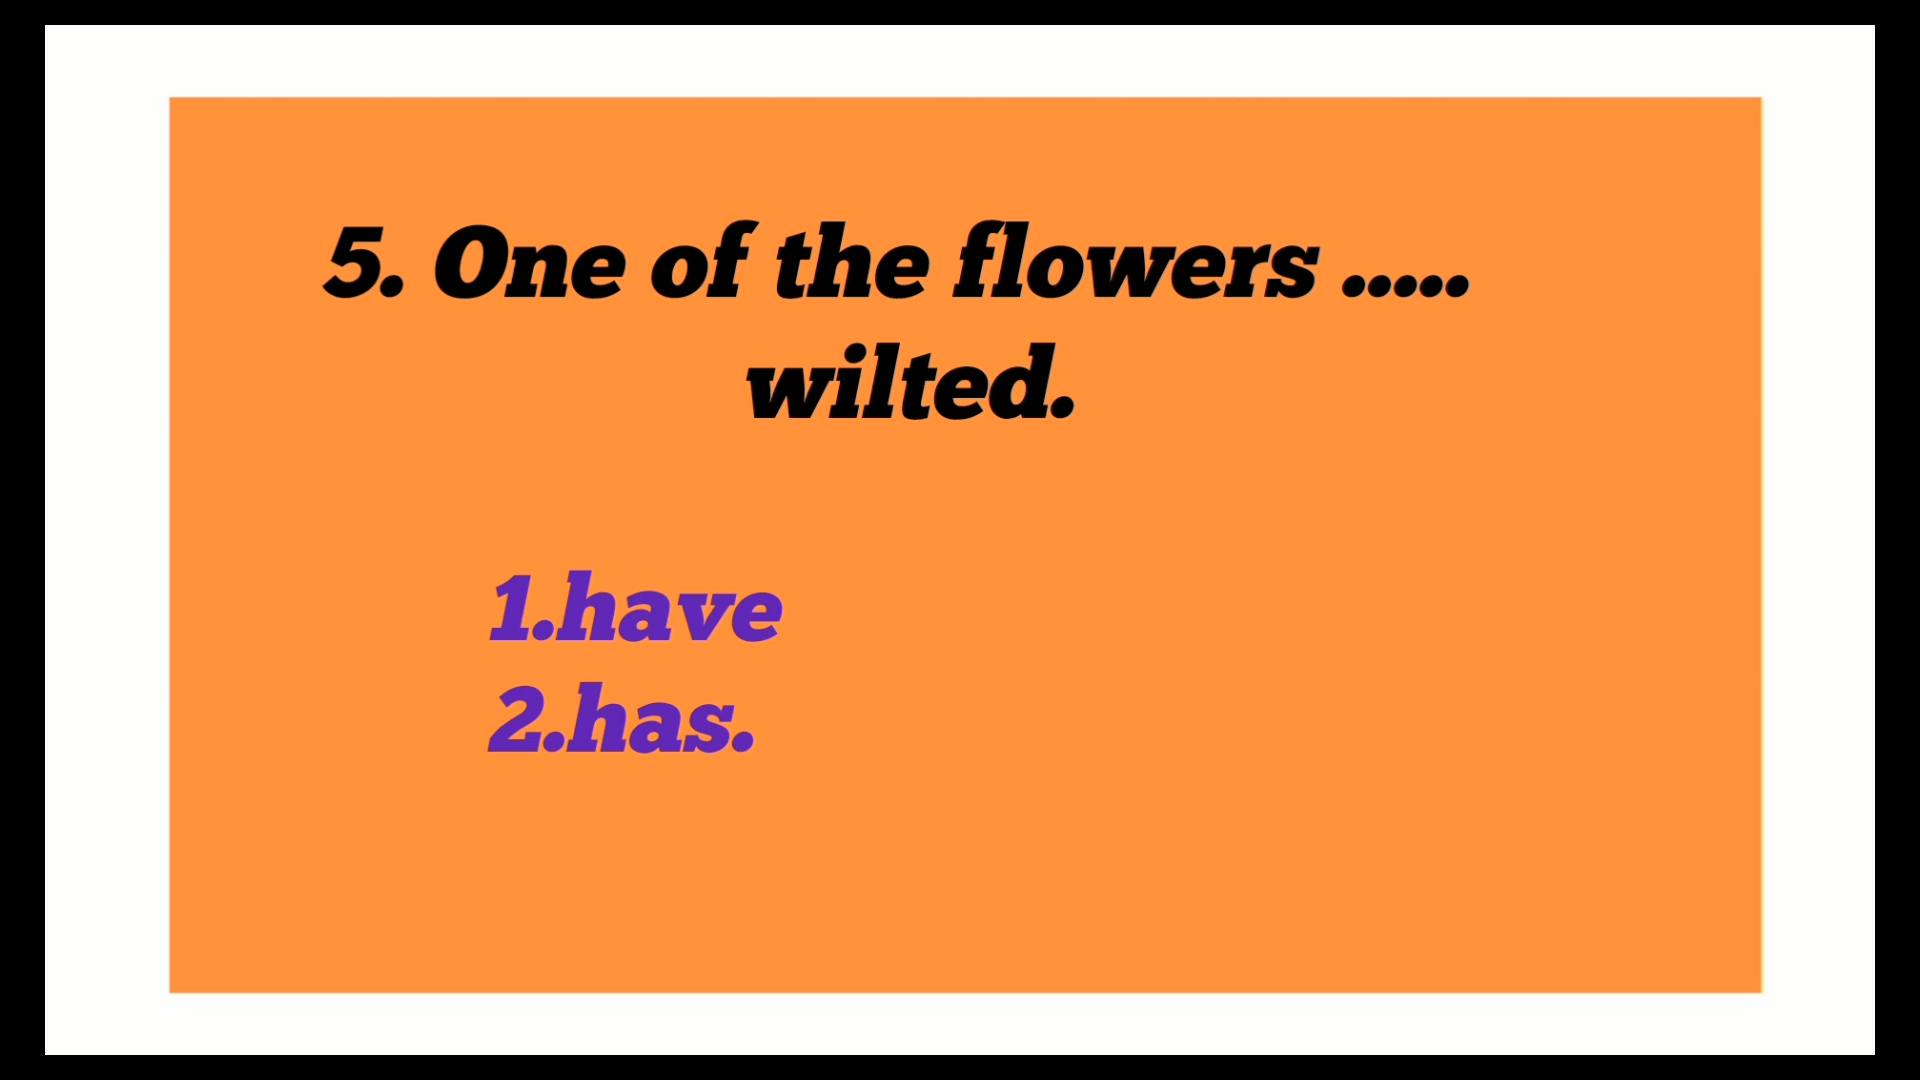 5. One of the flowers .....
wilted.
1.have
2.has.